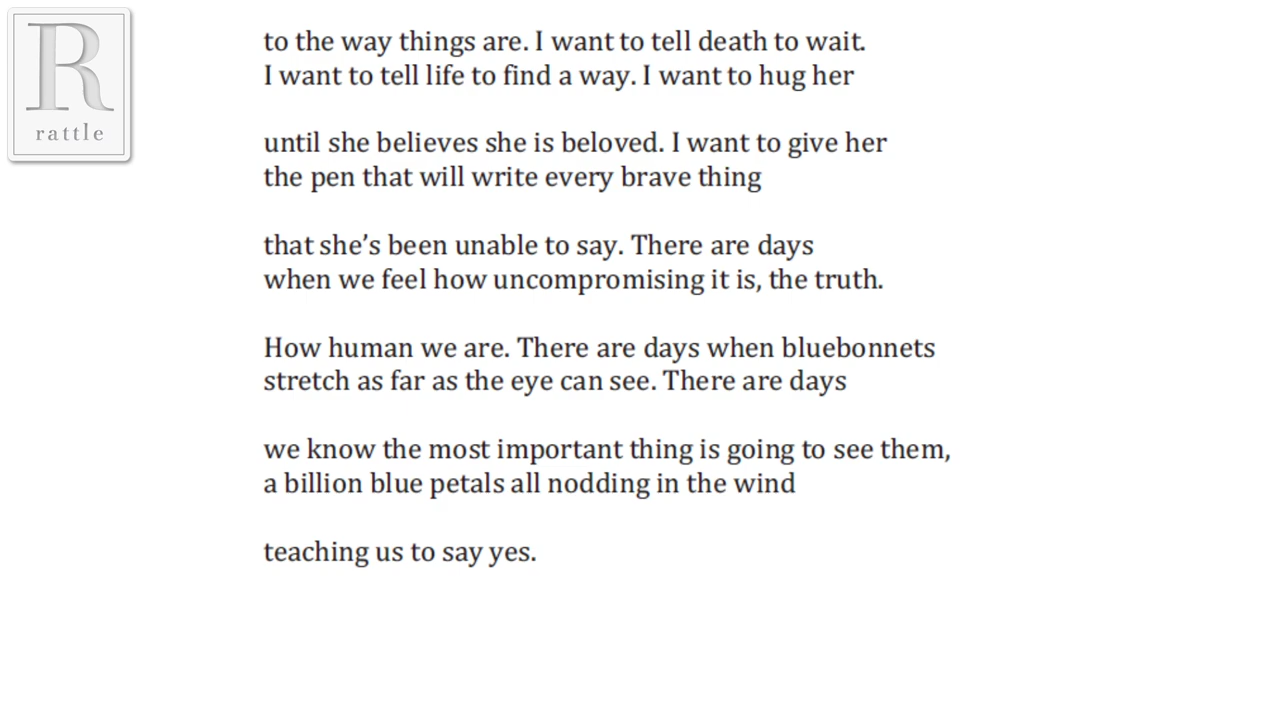 R
rattle
to the way things are. I want to tell death to wait.
I want to tell life to find a way. I want to hug her
until she believes she is beloved. I want to give her
the pen that will write every brave thing
that she’s been unable to say. There are days
when we feel how uncompromising it is, the truth.
How human we are. There are days when bluebonnets
stretch as far as the eye can see. There are days
we know the most important thing is going to see them,
a billion blue petals all nodding in the wind
teaching us to say yes.